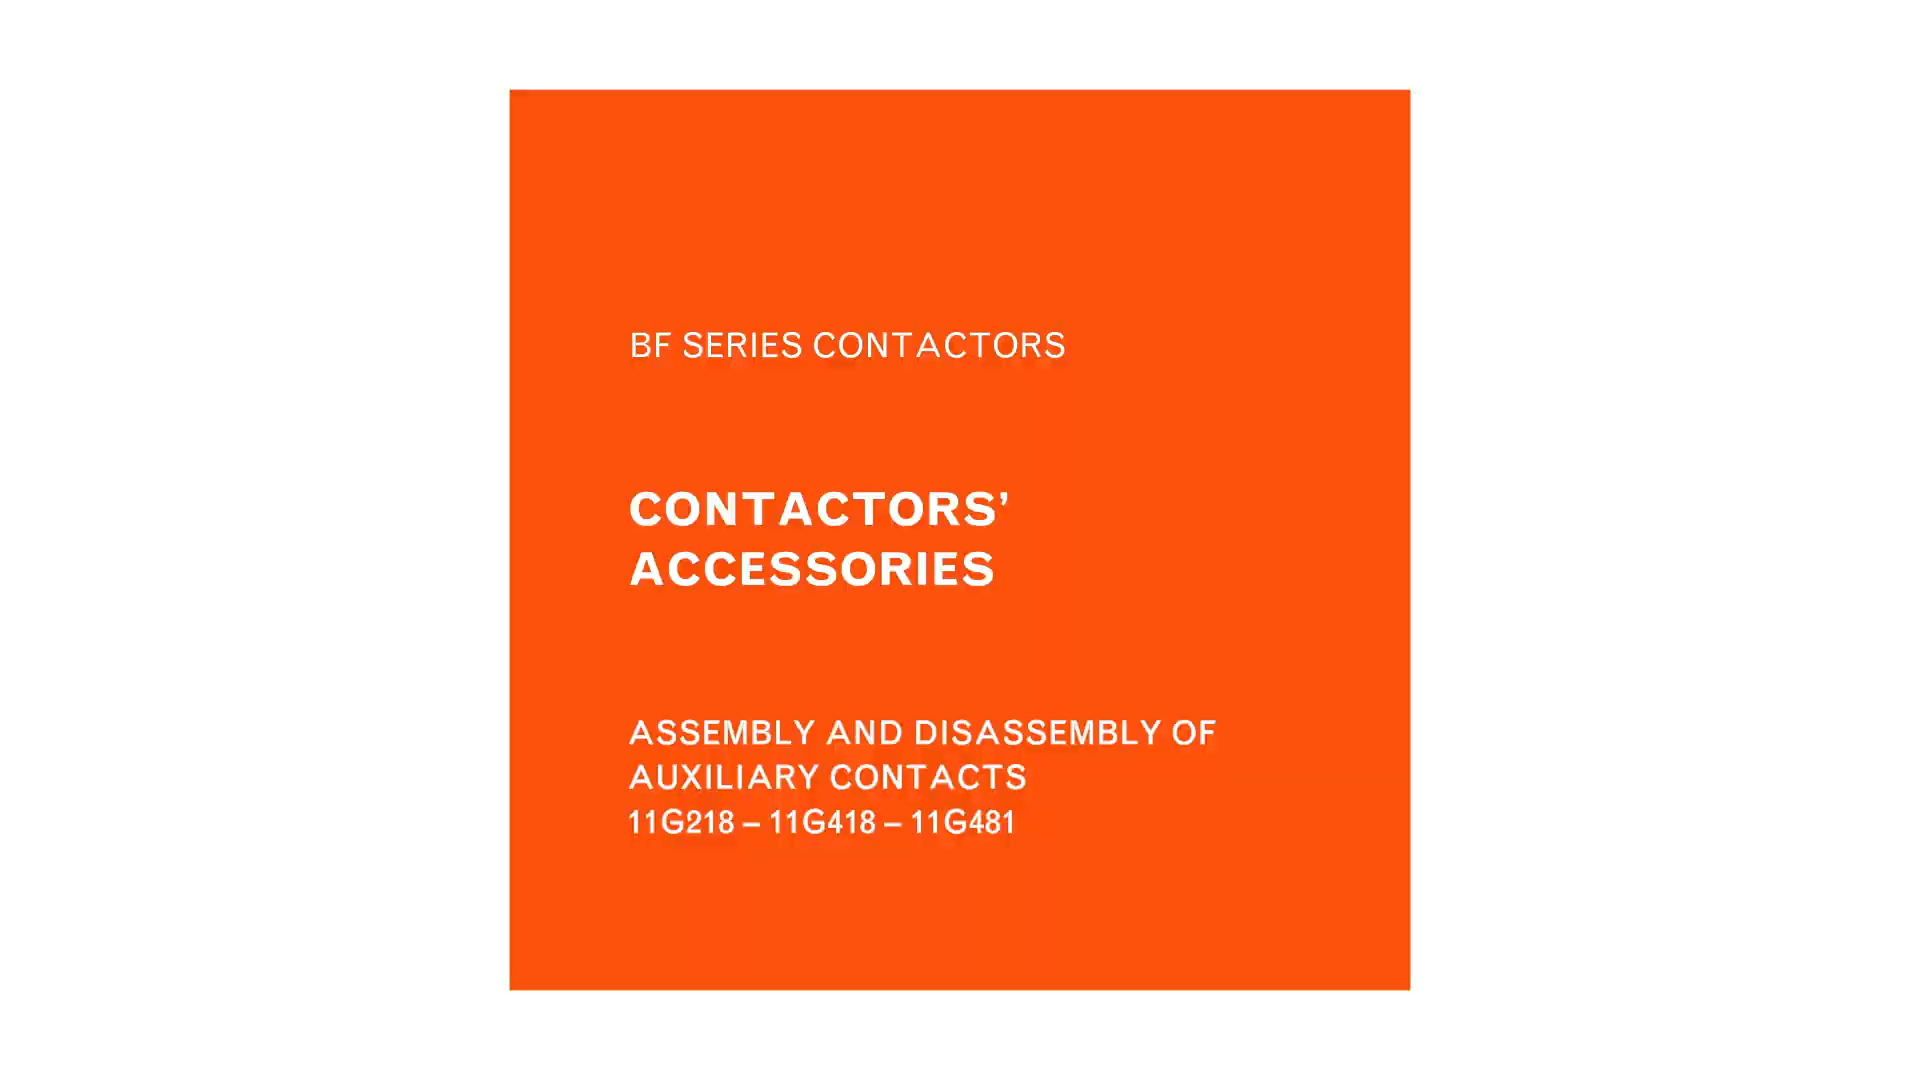 BF SERIES CONTACTORS
CONTACTORS’
ACCESSORIES
ASSEMBLY AND DISASSEMBLY OF
AUXILIARY CONTACTS
11G218 – 11G418 – 11G481